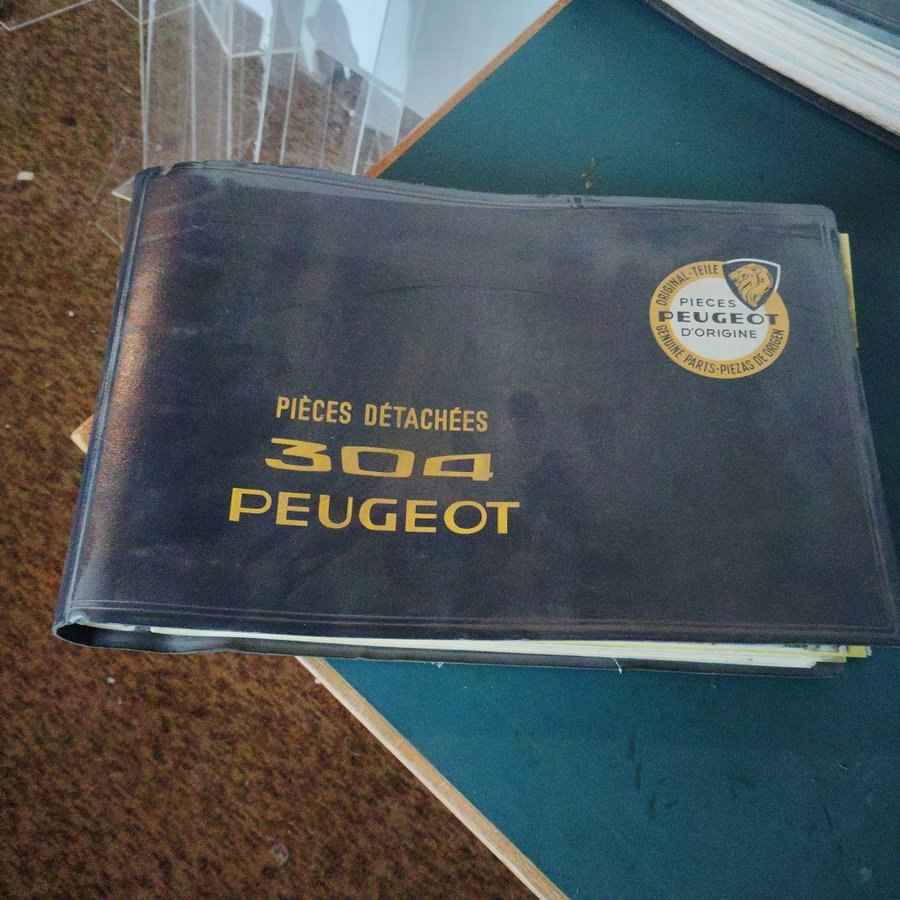 ORIGINAL-TEILE
PIECES
PEUGEOT
D'ORIGINE
GENUINE PARTS-PIEZAS DE ORIGEN
PIÈCES DÉTACHÉES
304
PEUGEOT